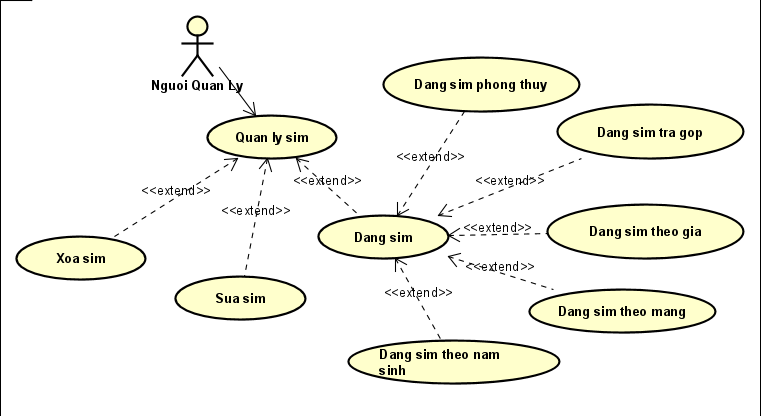 Nguoi Quan Ly
Dang sim phong thuy
Dang sim tra gop
Quan ly sim
<<extend>>
<<extend>>
<<extend>>
<<extend>>
<<extend>>
Dang sim
<<extend>>
Dang sim theo gia
Xoa sim
<<extend>>
Sua sim
<<extend>>
Dang sim theo mang
Dang sim theo nam
sinh